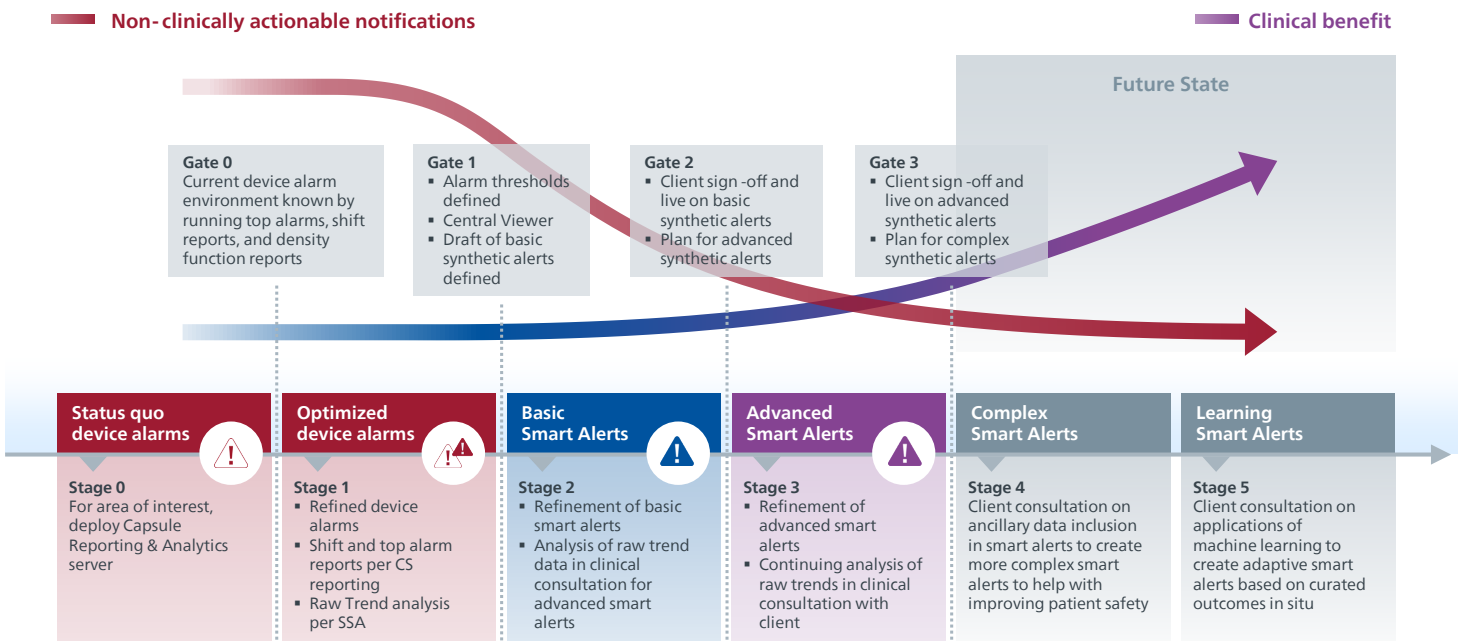 Non-clinically actionable notifications
Clinical benefit
Future State
Gate 0
Current device alarm
environment known by
running top alarms, shift
reports, and density
function reports
Gate 1
▪ Alarm thresholds
defined
▪ Central Viewer
▪ Draft of basic
synthetic alerts
defined
Gate 2
▪ Client sign -off and
live on basic
synthetic alerts
▪ Plan for advanced
synthetic alerts
Gate 3
▪ Client sign -off and
live on advanced
synthetic alerts
▪ Plan for complex
synthetic alerts
Status quo
device alarms
Optimized
device alarms
Basic
Smart Alerts
Advanced
Smart Alerts
Complex
Smart Alerts
Learning
Smart Alerts
Stage 0
For area of interest,
deploy Capsule
Reporting & Analytics
server
Stage 1
▪ Refined device
alarms
▪ Shift and top alarm
reports per CS
reporting
▪ Raw Trend analysis
per SSA
Stage 2
▪ Refinement of basic
smart alerts
▪ Analysis of raw trend
data in clinical
consultation for
advanced smart
alerts
Stage 3
▪ Refinement of
advanced smart
alerts
▪ Continuing analysis of
raw trends in clinical
consultation with
client
Stage 4
Client consultation on
ancillary data inclusion
in smart alerts to create
more complex smart
alerts to help with
improving patient safety
Stage 5
Client consultation on
applications of
machine learning to
create adaptive smart
alerts based on curated
outcomes in situ